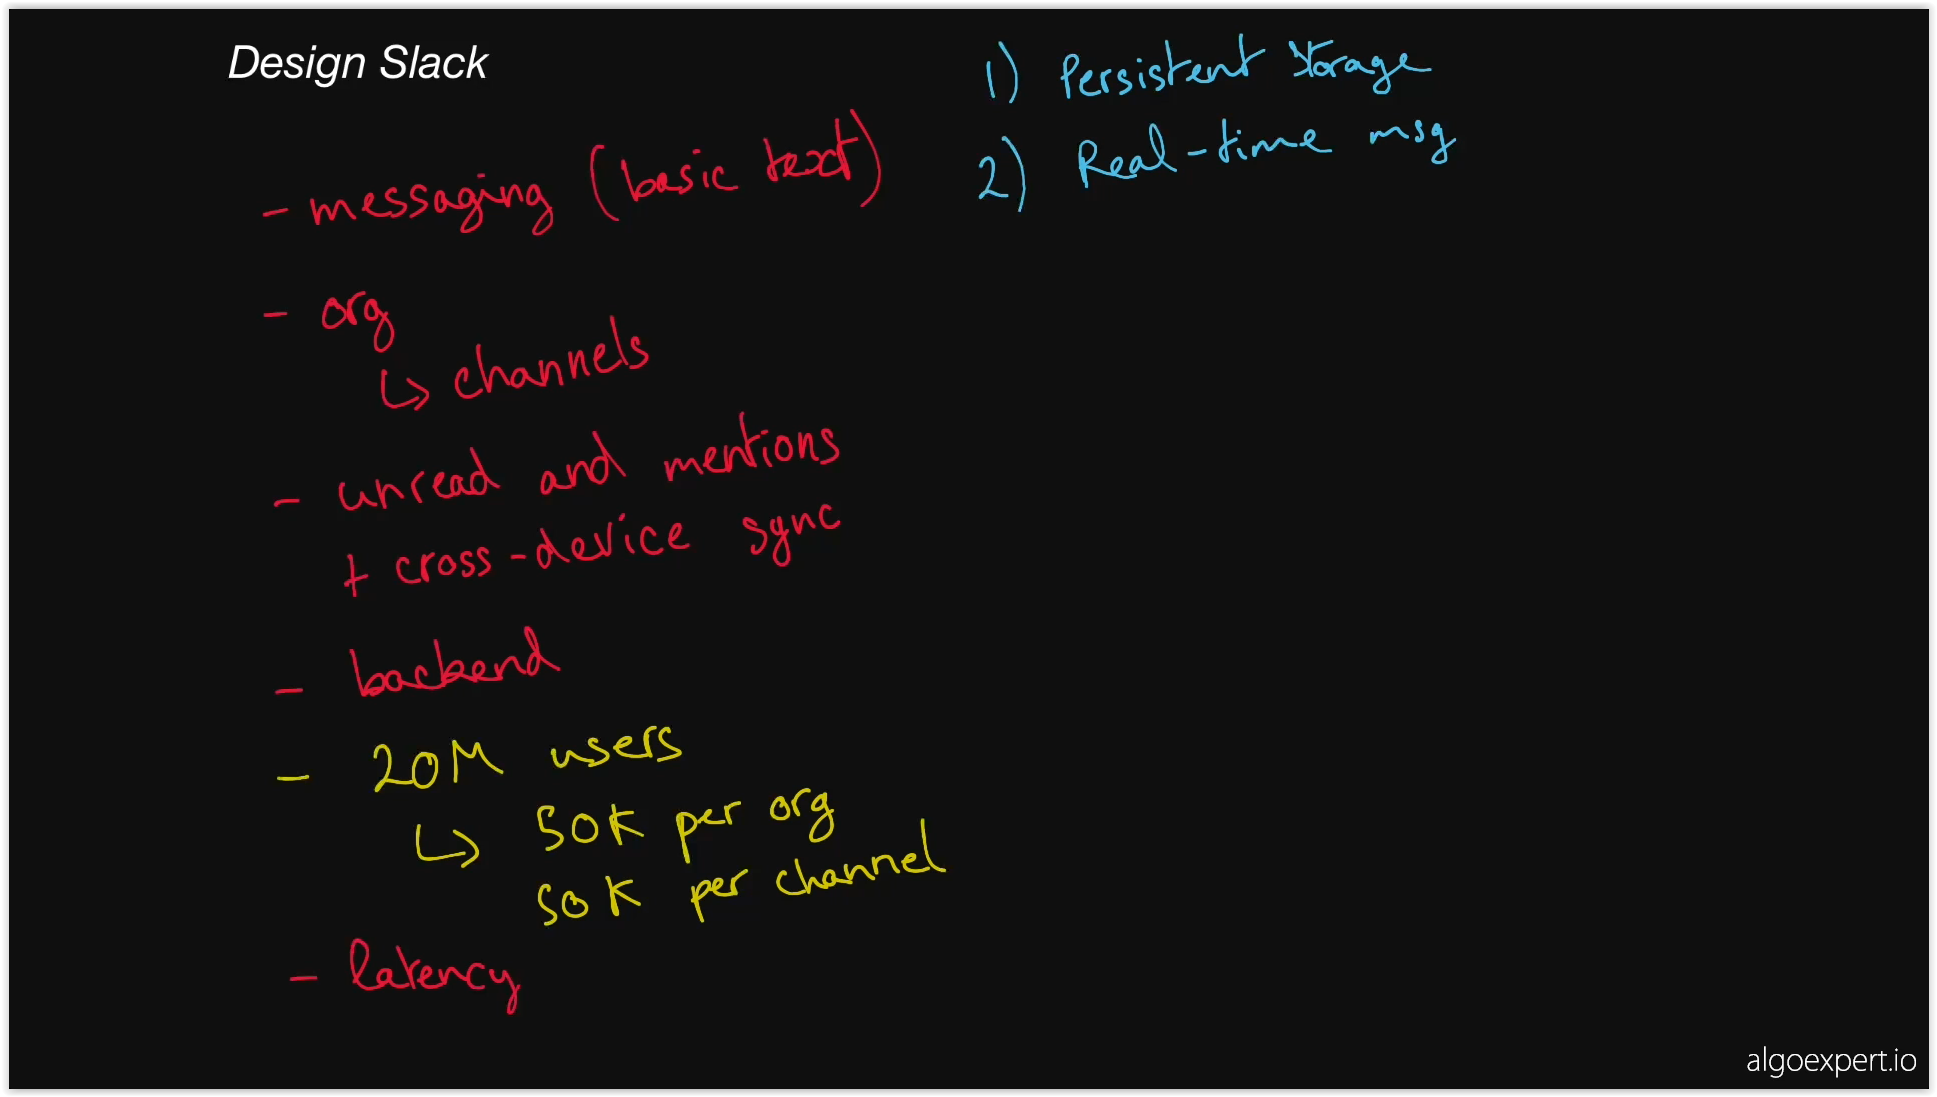 Design Slack
- messaging (basic text)
- org
↳ channels
- unread and mentions
+ cross-device sync
- backend
- 20M users
↳ 50K per org
50K per channel
- latency
1) Persistent Storage
2) Real-time msg
algoexpert.io